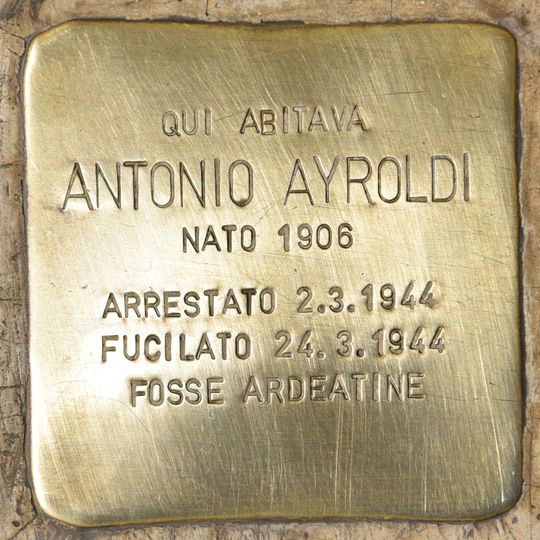 QUI ABITAVA
ANTONIO AYROLDI
NATO 1906
ARRESTATO 2.3.1944
FUCILATO 24.3.1944
FOSSE ARDEATINE